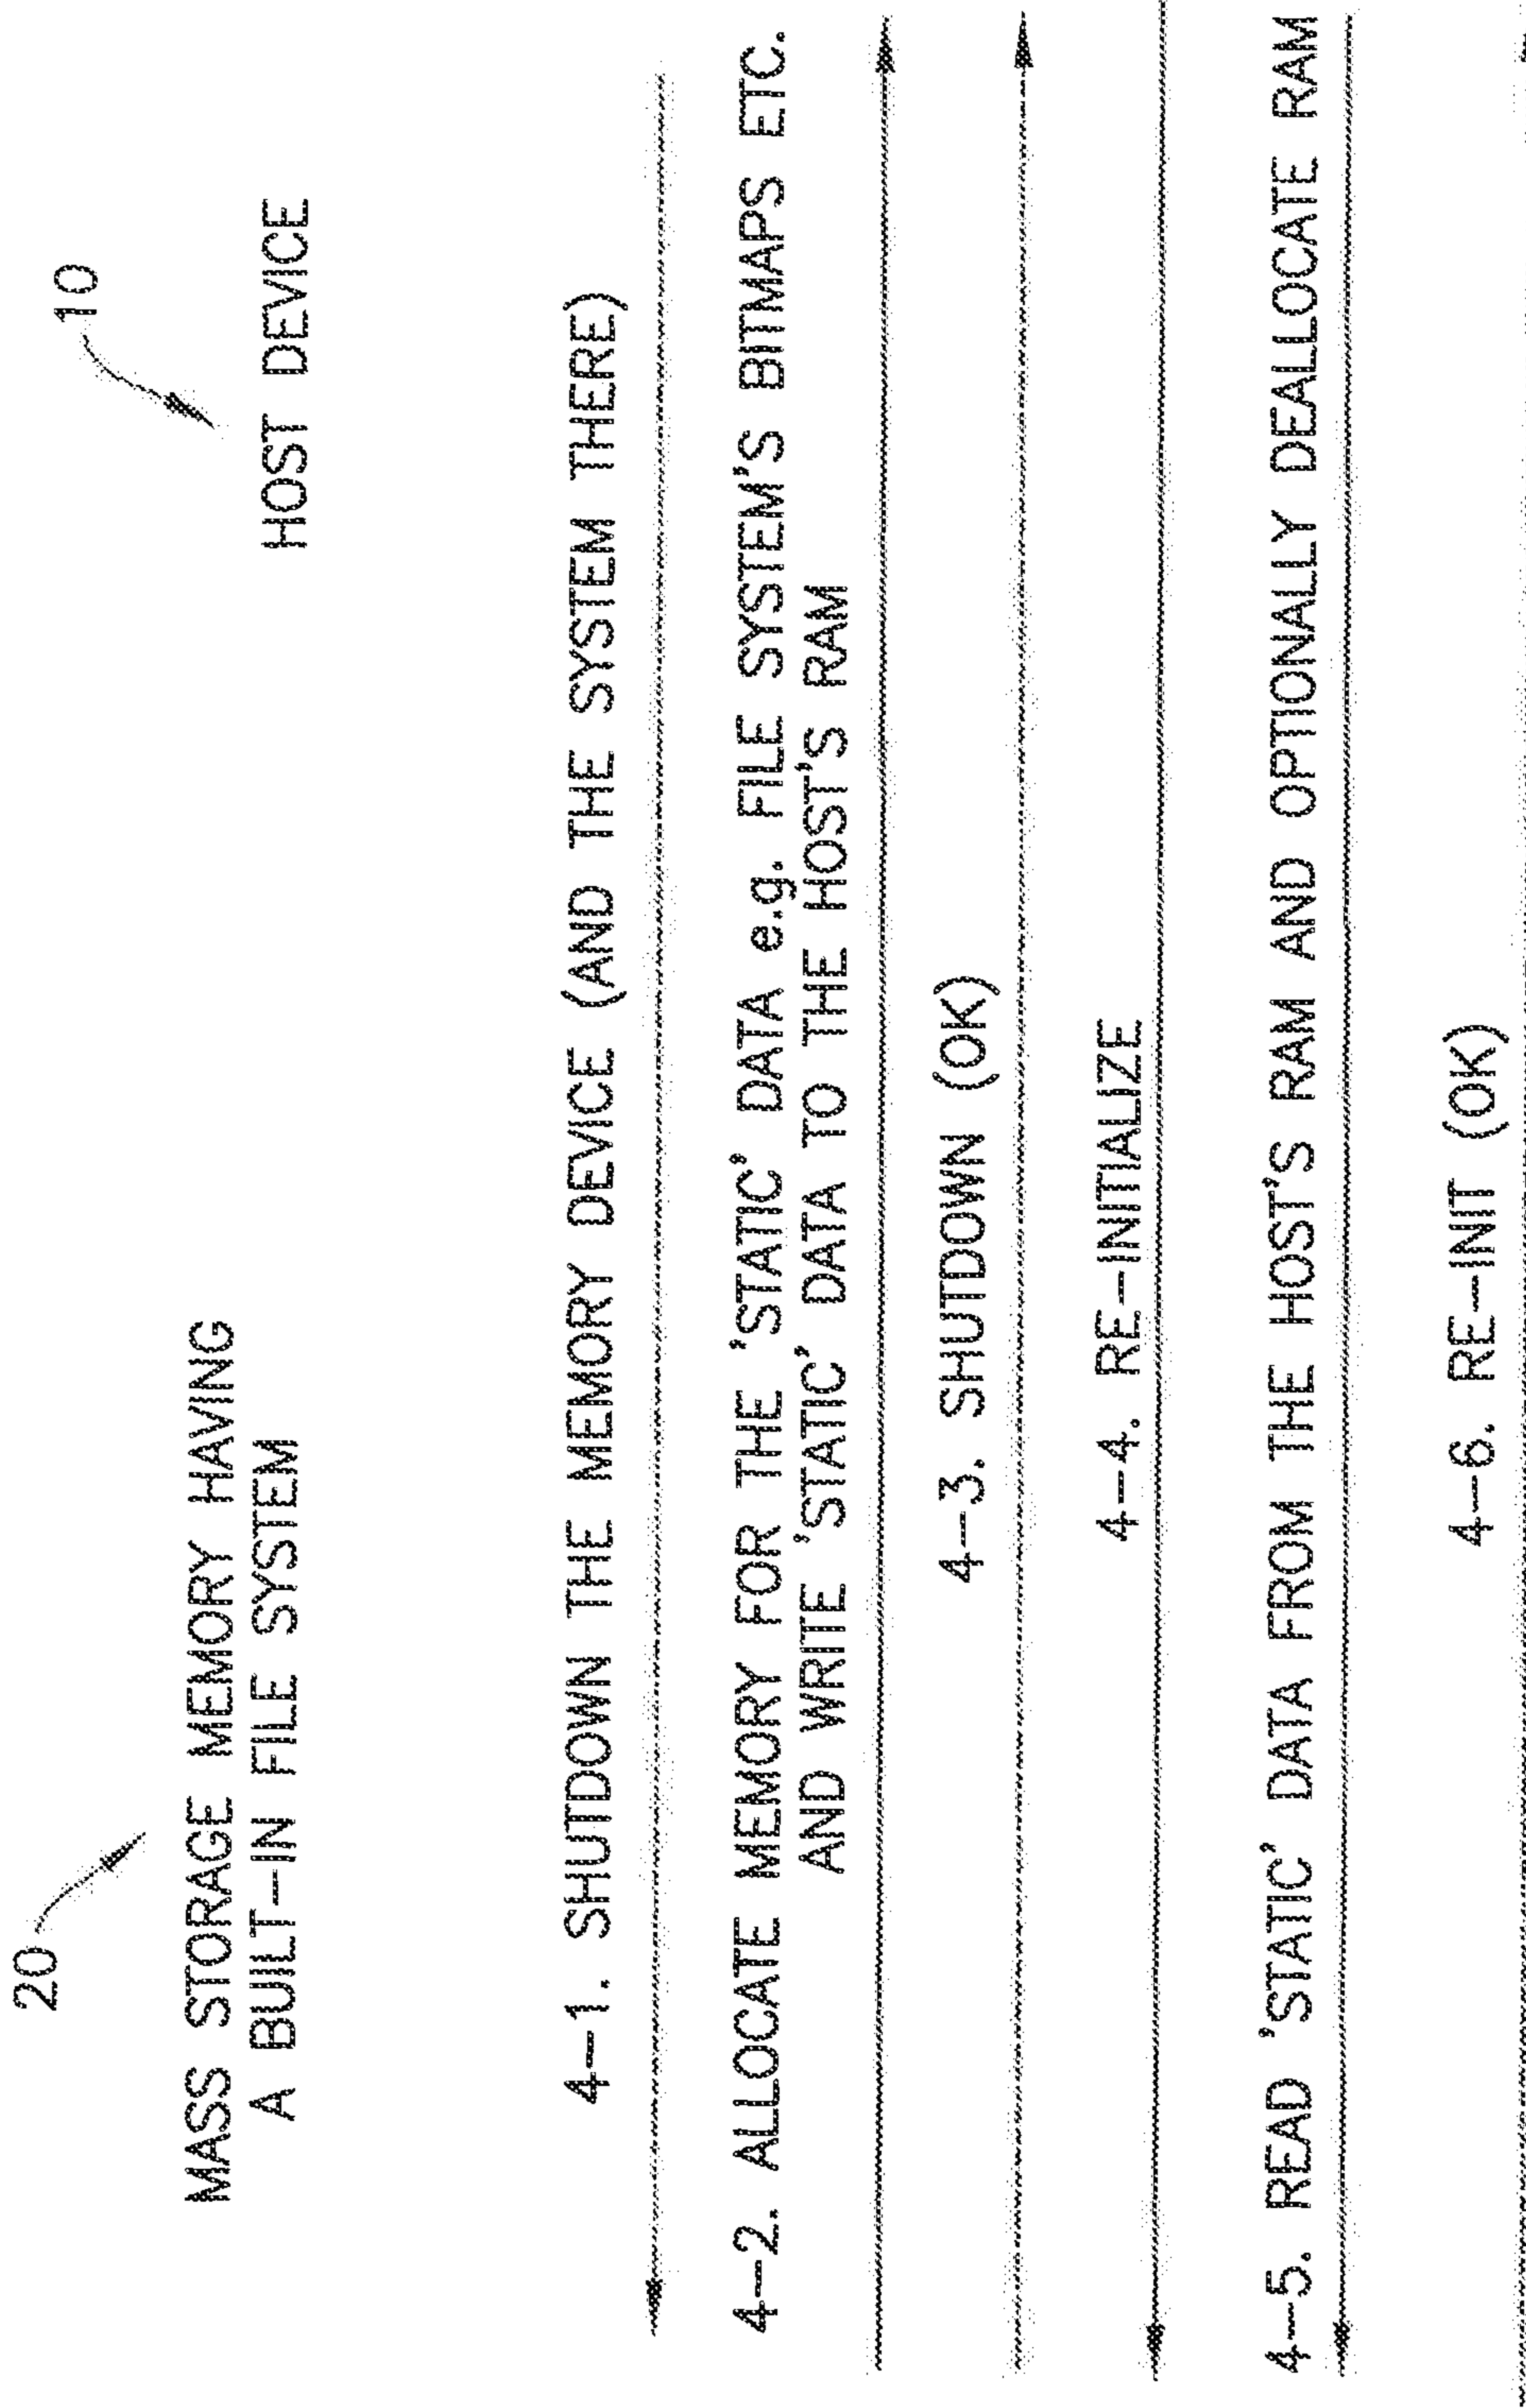 20
MASS STORAGE MEMORY HAVING
A BUILT-IN FILE SYSTEM
10
HOST DEVICE
4-1. SHUTDOWN THE MEMORY DEVICE (AND THE SYSTEM THERE)
4-2. ALLOCATE MEMORY FOR THE 'STATIC' DATA e.g. FILE SYSTEM'S BITMAPS ETC.
AND WRITE 'STATIC' DATA TO THE HOST'S RAM
4-3. SHUTDOWN (OK)
4-4. RE-INITIALIZE
4-5. READ 'STATIC' DATA FROM THE HOST'S RAM AND OPTIONALLY DEALLOCATE RAM
4-6. RE-INIT (OK)